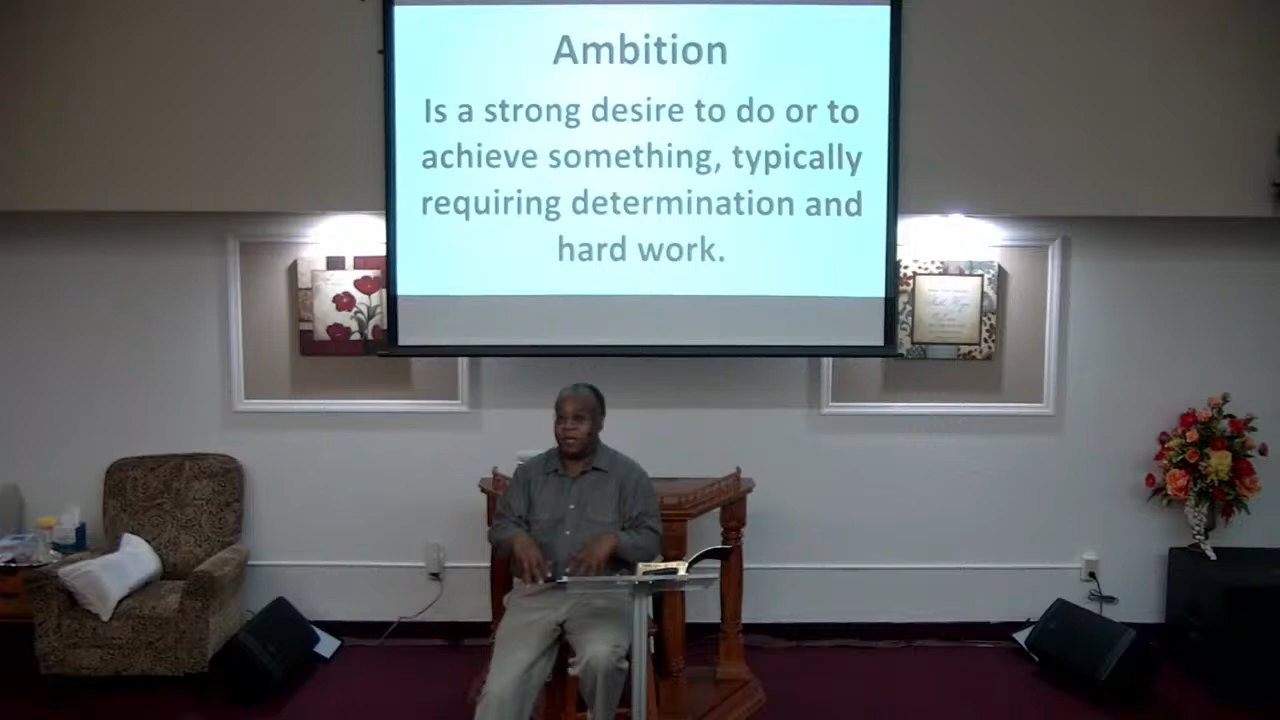 Ambition
Is a strong desire to do or to
achieve something, typically
requiring determination and
hard work.